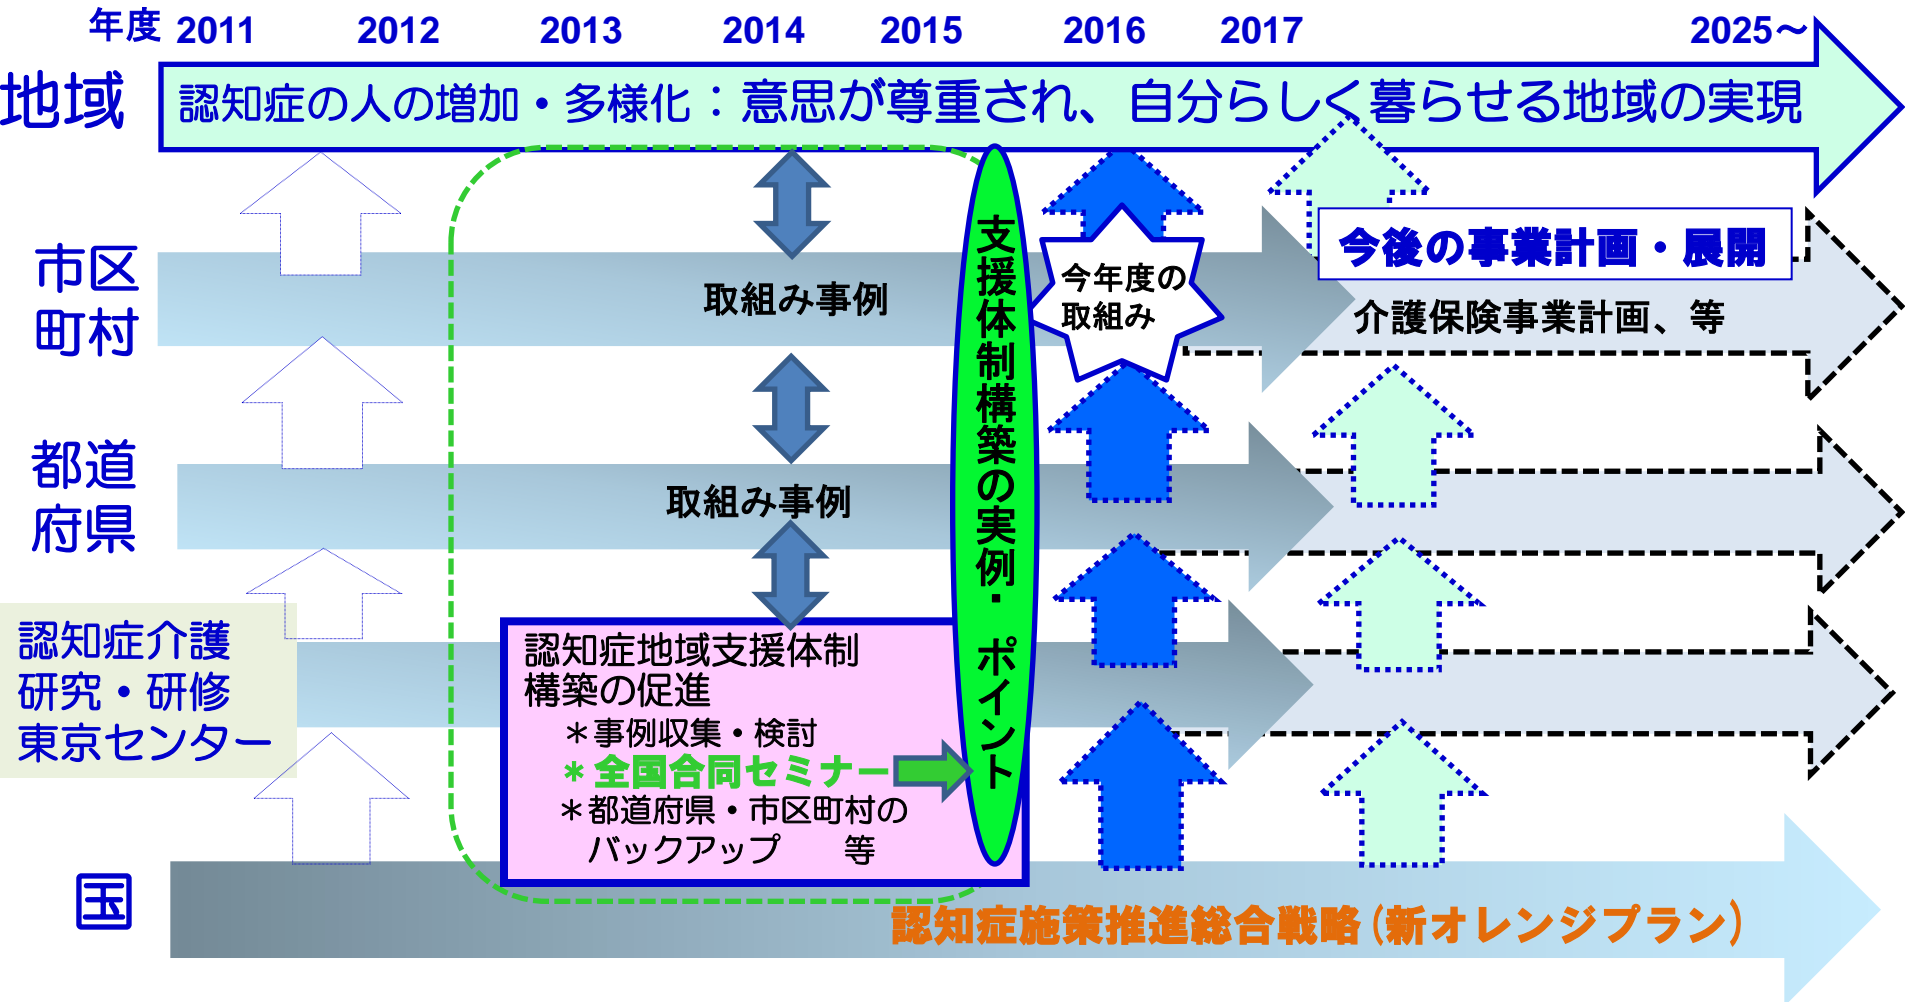 年度 2011 2012 2013 2014 2015 2016 2017 2025～
地域
認知症の人の増加・多様化：意思が尊重され、自分らしく暮らせる地域の実現
市区
町村
取組み事例
今年度の
取組み
今後の事業計画・展開
介護保険事業計画、等
支援体制構築の実例・ ポイント
都道
府県
取組み事例
認知症介護
研究・研修
東京センター
認知症地域支援体制
構築の促進
＊事例収集・検討
＊全国合同セミナー
＊都道府県・市区町村の
バックアップ 等
国
認知症施策推進総合戦略(新オレンジプラン)